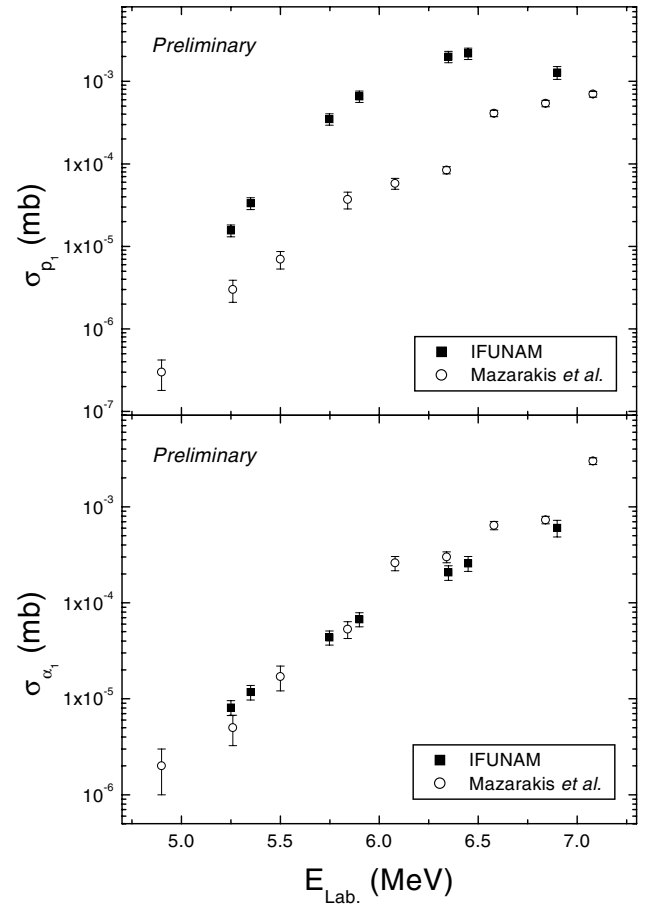 Preliminary
10⁻³
1x10⁻⁴
1x10⁻⁵
10⁻⁶
10⁻⁷
σ_p₁ (mb)
IFUNAM
Mazarakis et al.
Preliminary
10⁻³
1x10⁻⁴
1x10⁻⁵
10⁻⁶
σ_α₁ (mb)
IFUNAM
Mazarakis et al.
5.0 5.5 6.0 6.5 7.0
E_Lab. (MeV)